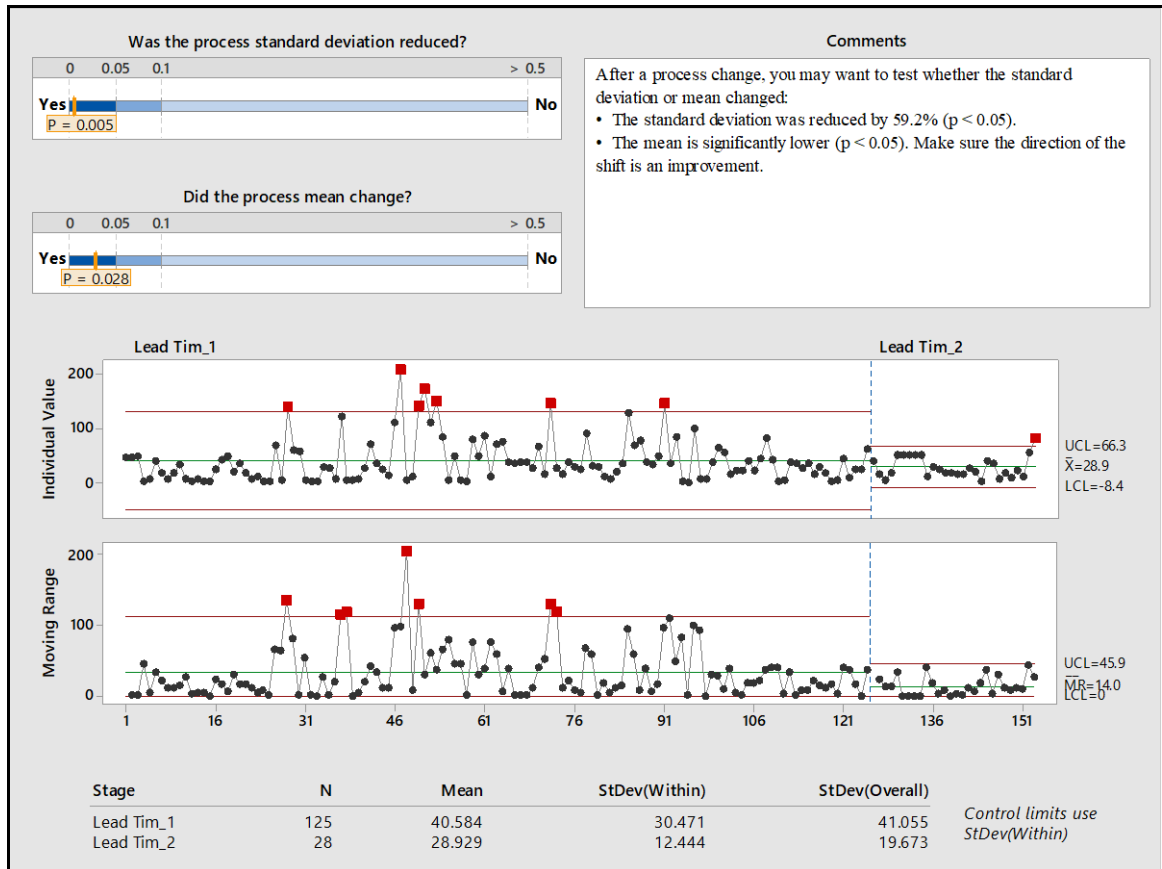 Was the process standard deviation reduced?
0 0.05 0.1 > 0.5
Yes No
P = 0.005
Did the process mean change?
0 0.05 0.1 > 0.5
Yes No
P = 0.028
Comments
After a process change, you may want to test whether the standard
deviation or mean changed:
• The standard deviation was reduced by 59.2% (p < 0.05).
• The mean is significantly lower (p < 0.05). Make sure the direction of the
shift is an improvement.
Lead Tim_1 Lead Tim_2
Individual Value
200
100
0
UCL=66.3
X̄=28.9
LCL=-8.4
Moving Range
200
100
0
UCL=45.9
M̄R̄=14.0
LCL=0
1 16 31 46 61 76 91 106 121 136 151
Stage N Mean StDev(Within) StDev(Overall)
Lead Tim_1 125 40.584 30.471 41.055
Lead Tim_2 28 28.929 12.444 19.673
Control limits use
StDev(Within)